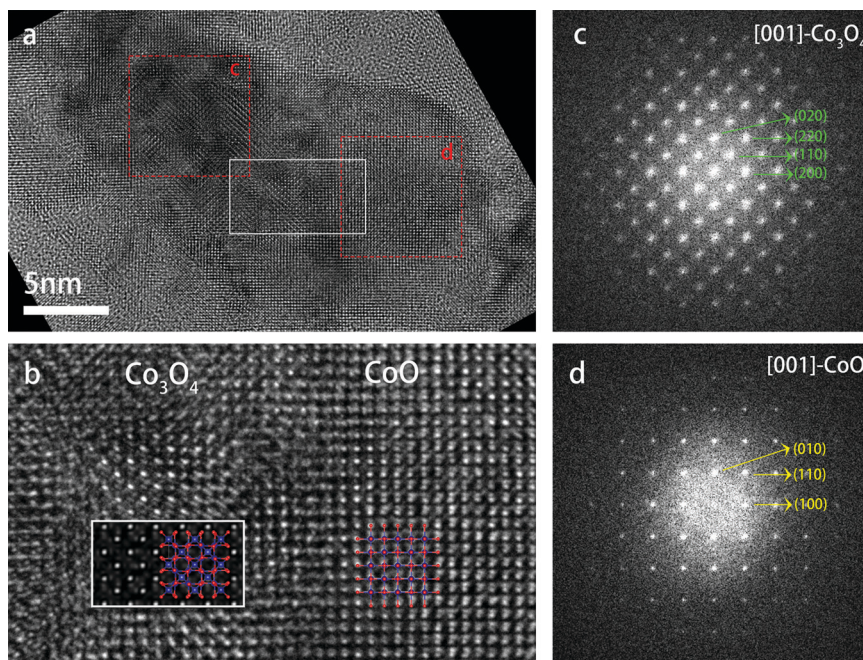 a
c
d
5nm
b
Co₃O₄
CoO
c
[001]-Co₃O₄
(020)
(220)
(110)
(200)
d
[001]-CoO
(010)
(110)
(100)